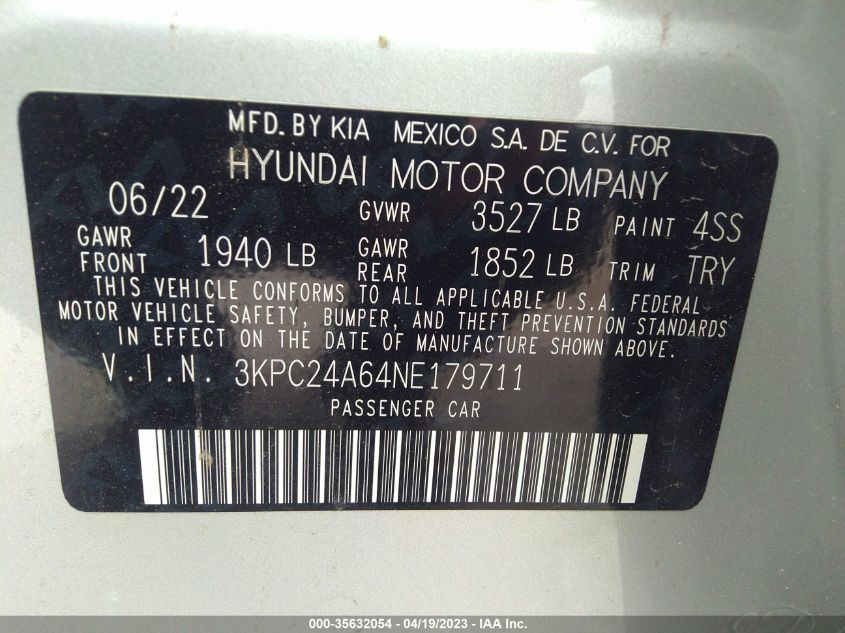 MFD. BY KIA MEXICO S.A. DE C.V. FOR
HYUNDAI MOTOR COMPANY
06/22 GVWR 3527 LB PAINT 4SS
GAWR FRONT 1940 LB GAWR REAR 1852 LB TRIM TRY
THIS VEHICLE CONFORMS TO ALL APPLICABLE U.S.A. FEDERAL
MOTOR VEHICLE SAFETY, BUMPER, AND THEFT PREVENTION STANDARDS
IN EFFECT ON THE DATE OF MANUFACTURE SHOWN ABOVE.
V.I.N. 3KPC24A64NE179711
PASSENGER CAR
000-35632054 - 04/19/2023 - IAA Inc.